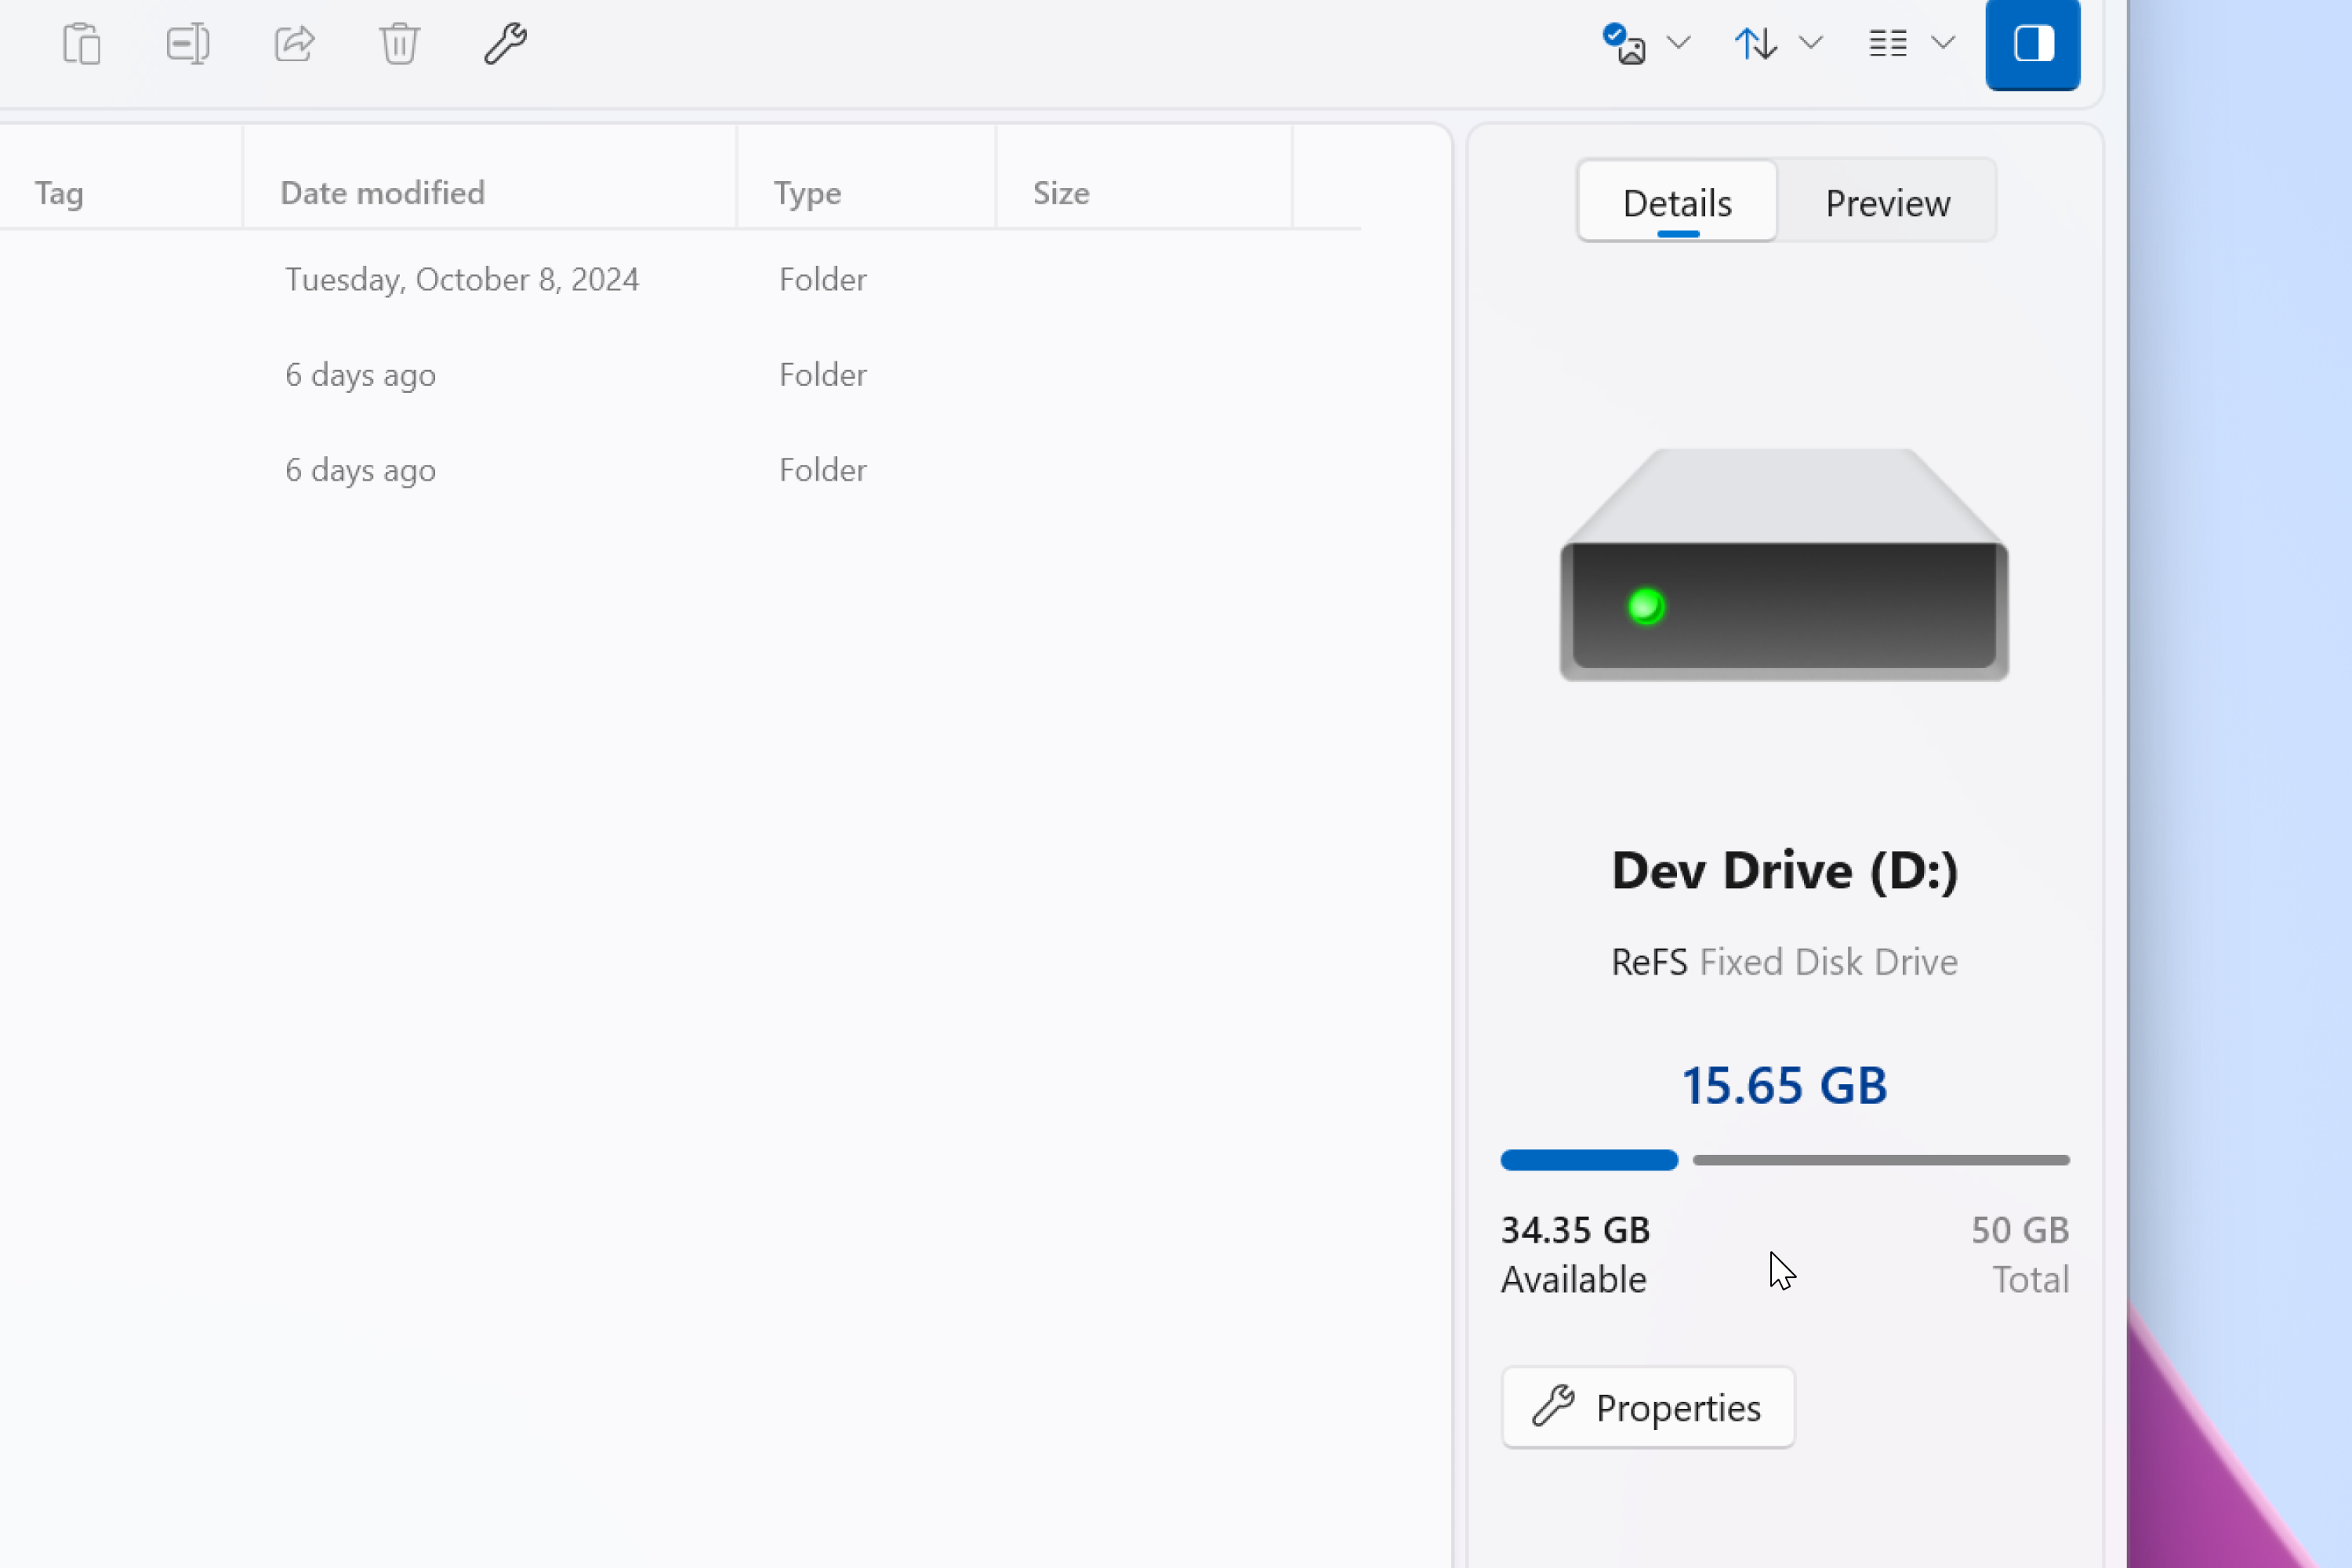 Tag Date modified Type Size
Tuesday, October 8, 2024 Folder
6 days ago Folder
6 days ago Folder
Details Preview
Dev Drive (D:)
ReFS Fixed Disk Drive
15.65 GB
34.35 GB 50 GB
Available Total
Properties